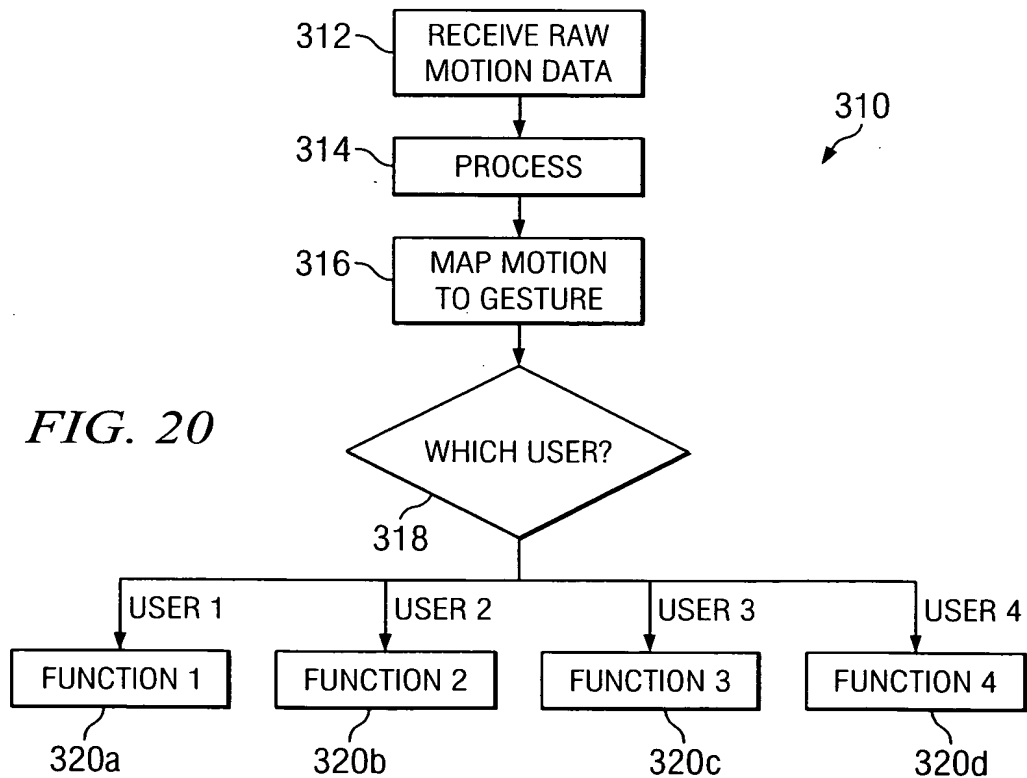 312
RECEIVE RAW
MOTION DATA
310
314
PROCESS
316
MAP MOTION
TO GESTURE
FIG. 20
WHICH USER?
318
USER 1
USER 2
USER 3
USER 4
FUNCTION 1
FUNCTION 2
FUNCTION 3
FUNCTION 4
320a
320b
320c
320d